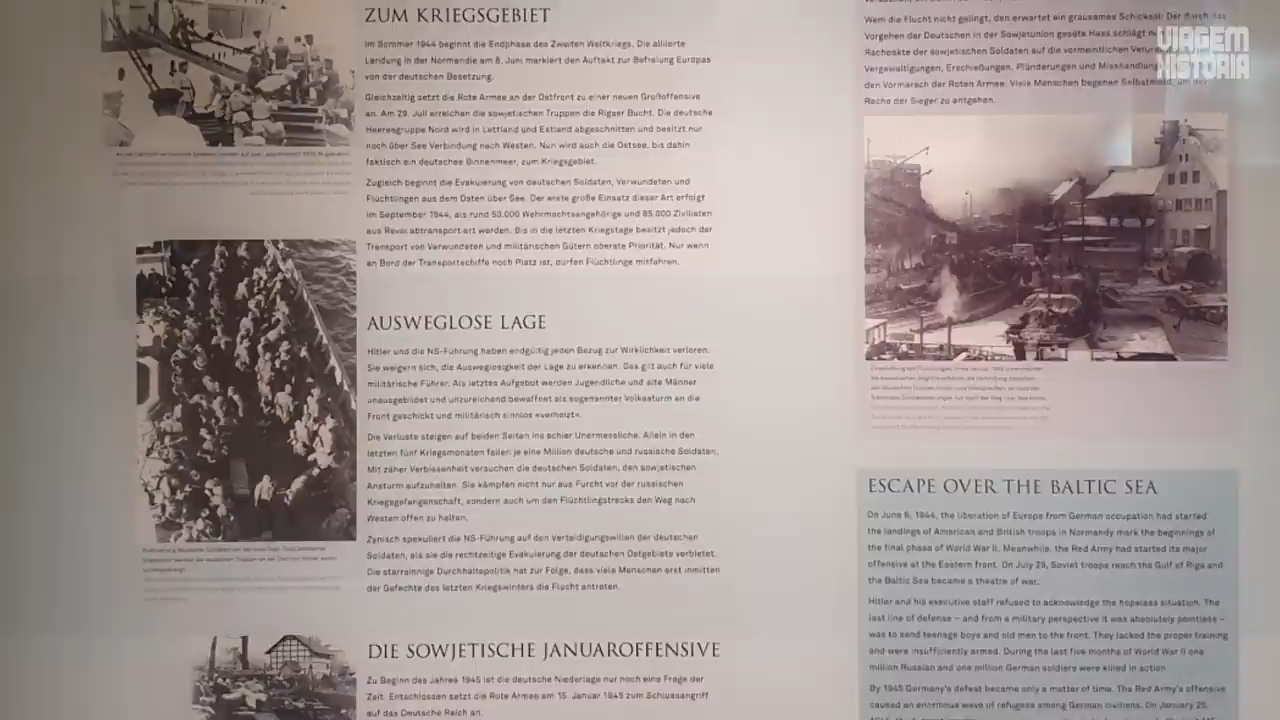 ZUM KRIEGSGEBIET
Im Sommer 1944 beginnt die Endphase des Zweiten Weltkriegs. Die alliierte
Landung in der Normandie am 6. Juni markiert den Auftakt zur Befreiung Europas
von der deutschen Besetzung.
Gleichzeitig setzt die Rote Armee an der Ostfront zu einer neuen Großoffensive
an. Am 29. Juli erreichen die sowjetischen Truppen die Rigaer Bucht. Die deutsche
Heeresgruppe Nord wird in Lettland und Estland abgeschnitten und besitzt nur
noch über See Verbindung nach Westen. Nun wird auch die Ostsee, bis dahin
faktisch ein deutsches Binnenmeer, zum Kriegsgebiet.
Zugleich beginnt die Evakuierung von deutschen Soldaten, Verwundeten und
Flüchtlingen aus dem Osten über See. Der erste große Einsatz dieser Art erfolgt
im September 1944, als rund 50.000 Wehrmachtsangehörige und 85.000 Zivilisten
aus Reval abtransportiert werden. Bis in die letzten Kriegstage besitzt jedoch der
Transport von Verwundeten und militärischen Gütern oberste Priorität. Nur wenn
an Bord der Transportschiffe noch Platz ist, dürfen Flüchtlinge mitfahren.
AUSWEGLOSE LAGE
Hitler und die NS-Führung haben endgültig jeden Bezug zur Wirklichkeit verloren.
Sie weigern sich, die Ausweglosigkeit der Lage zu erkennen. Das gilt auch für viele
militärische Führer. Als letztes Aufgebot werden Jugendliche und alte Männer
unausgebildet und unzureichend bewaffnet als sogenannter Volkssturm an die
Front geschickt und militärisch sinnlos »verheizt«.
Die Verluste steigen auf beiden Seiten ins schier Unermessliche. Allein in den
letzten fünf Kriegsmonaten fallen je eine Million deutsche und russische Soldaten.
Mit zäher Verbissenheit versuchen die deutschen Soldaten, den sowjetischen
Ansturm aufzuhalten. Sie kämpfen nicht nur aus Furcht vor der russischen
Kriegsgefangenschaft, sondern auch um den Flüchtlingstrecks den Weg nach
Westen offen zu halten.
Zynisch spekuliert die NS-Führung auf den Verteidigungswillen der deutschen
Soldaten, als sie die rechtzeitige Evakuierung der deutschen Ostgebiete verbietet.
Die starrsinnige Durchhaltepolitik hat zur Folge, dass viele Menschen erst inmitten
der Gefechte des letzten Kriegswinters die Flucht antreten.
DIE SOWJETISCHE JANUAROFFENSIVE
Zu Beginn des Jahres 1945 ist die deutsche Niederlage nur noch eine Frage der
Zeit. Entschlossen setzt die Rote Armee am 15. Januar 1945 zum Schlussangriff
auf das Deutsche Reich an.
Wem die Flucht nicht gelingt, den erwartet ein grausames Schicksal: Der durch das
Vorgehen der Deutschen in der Sowjetunion gesäte Hass schlägt
Racheakte der sowjetischen Soldaten auf die vermeintlichen
Vergewaltigungen, Erschießungen, Plünderungen und Misshandlung
den Vormarsch der Roten Armee. Viele Menschen begehen Selbstmord, um der
Rache der Sieger zu entgehen.
VIAGEM
HISTORIA
ESCAPE OVER THE BALTIC SEA
On June 6, 1944, the liberation of Europe from German occupation had started
the landings of American and British troops in Normandy mark the beginnings of
the final phase of World War II. Meanwhile, the Red Army had started its major
offensive at the Eastern front. On July 29, Soviet troops reach the Gulf of Riga and
the Baltic Sea became a theatre of war.
Hitler and his executive staff refused to acknowledge the hopeless situation. The
last line of defense – and from a military perspective it was absolutely pointless –
was to send teenage boys and old men to the front. They lacked the proper training
and were insufficiently armed. During the last five months of World War II one
million Russian and one million German soldiers were killed in action.
By 1945 Germany's defeat became only a matter of time. The Red Army's offensive
caused an enormous wave of refugees among German civilians. On January 25,